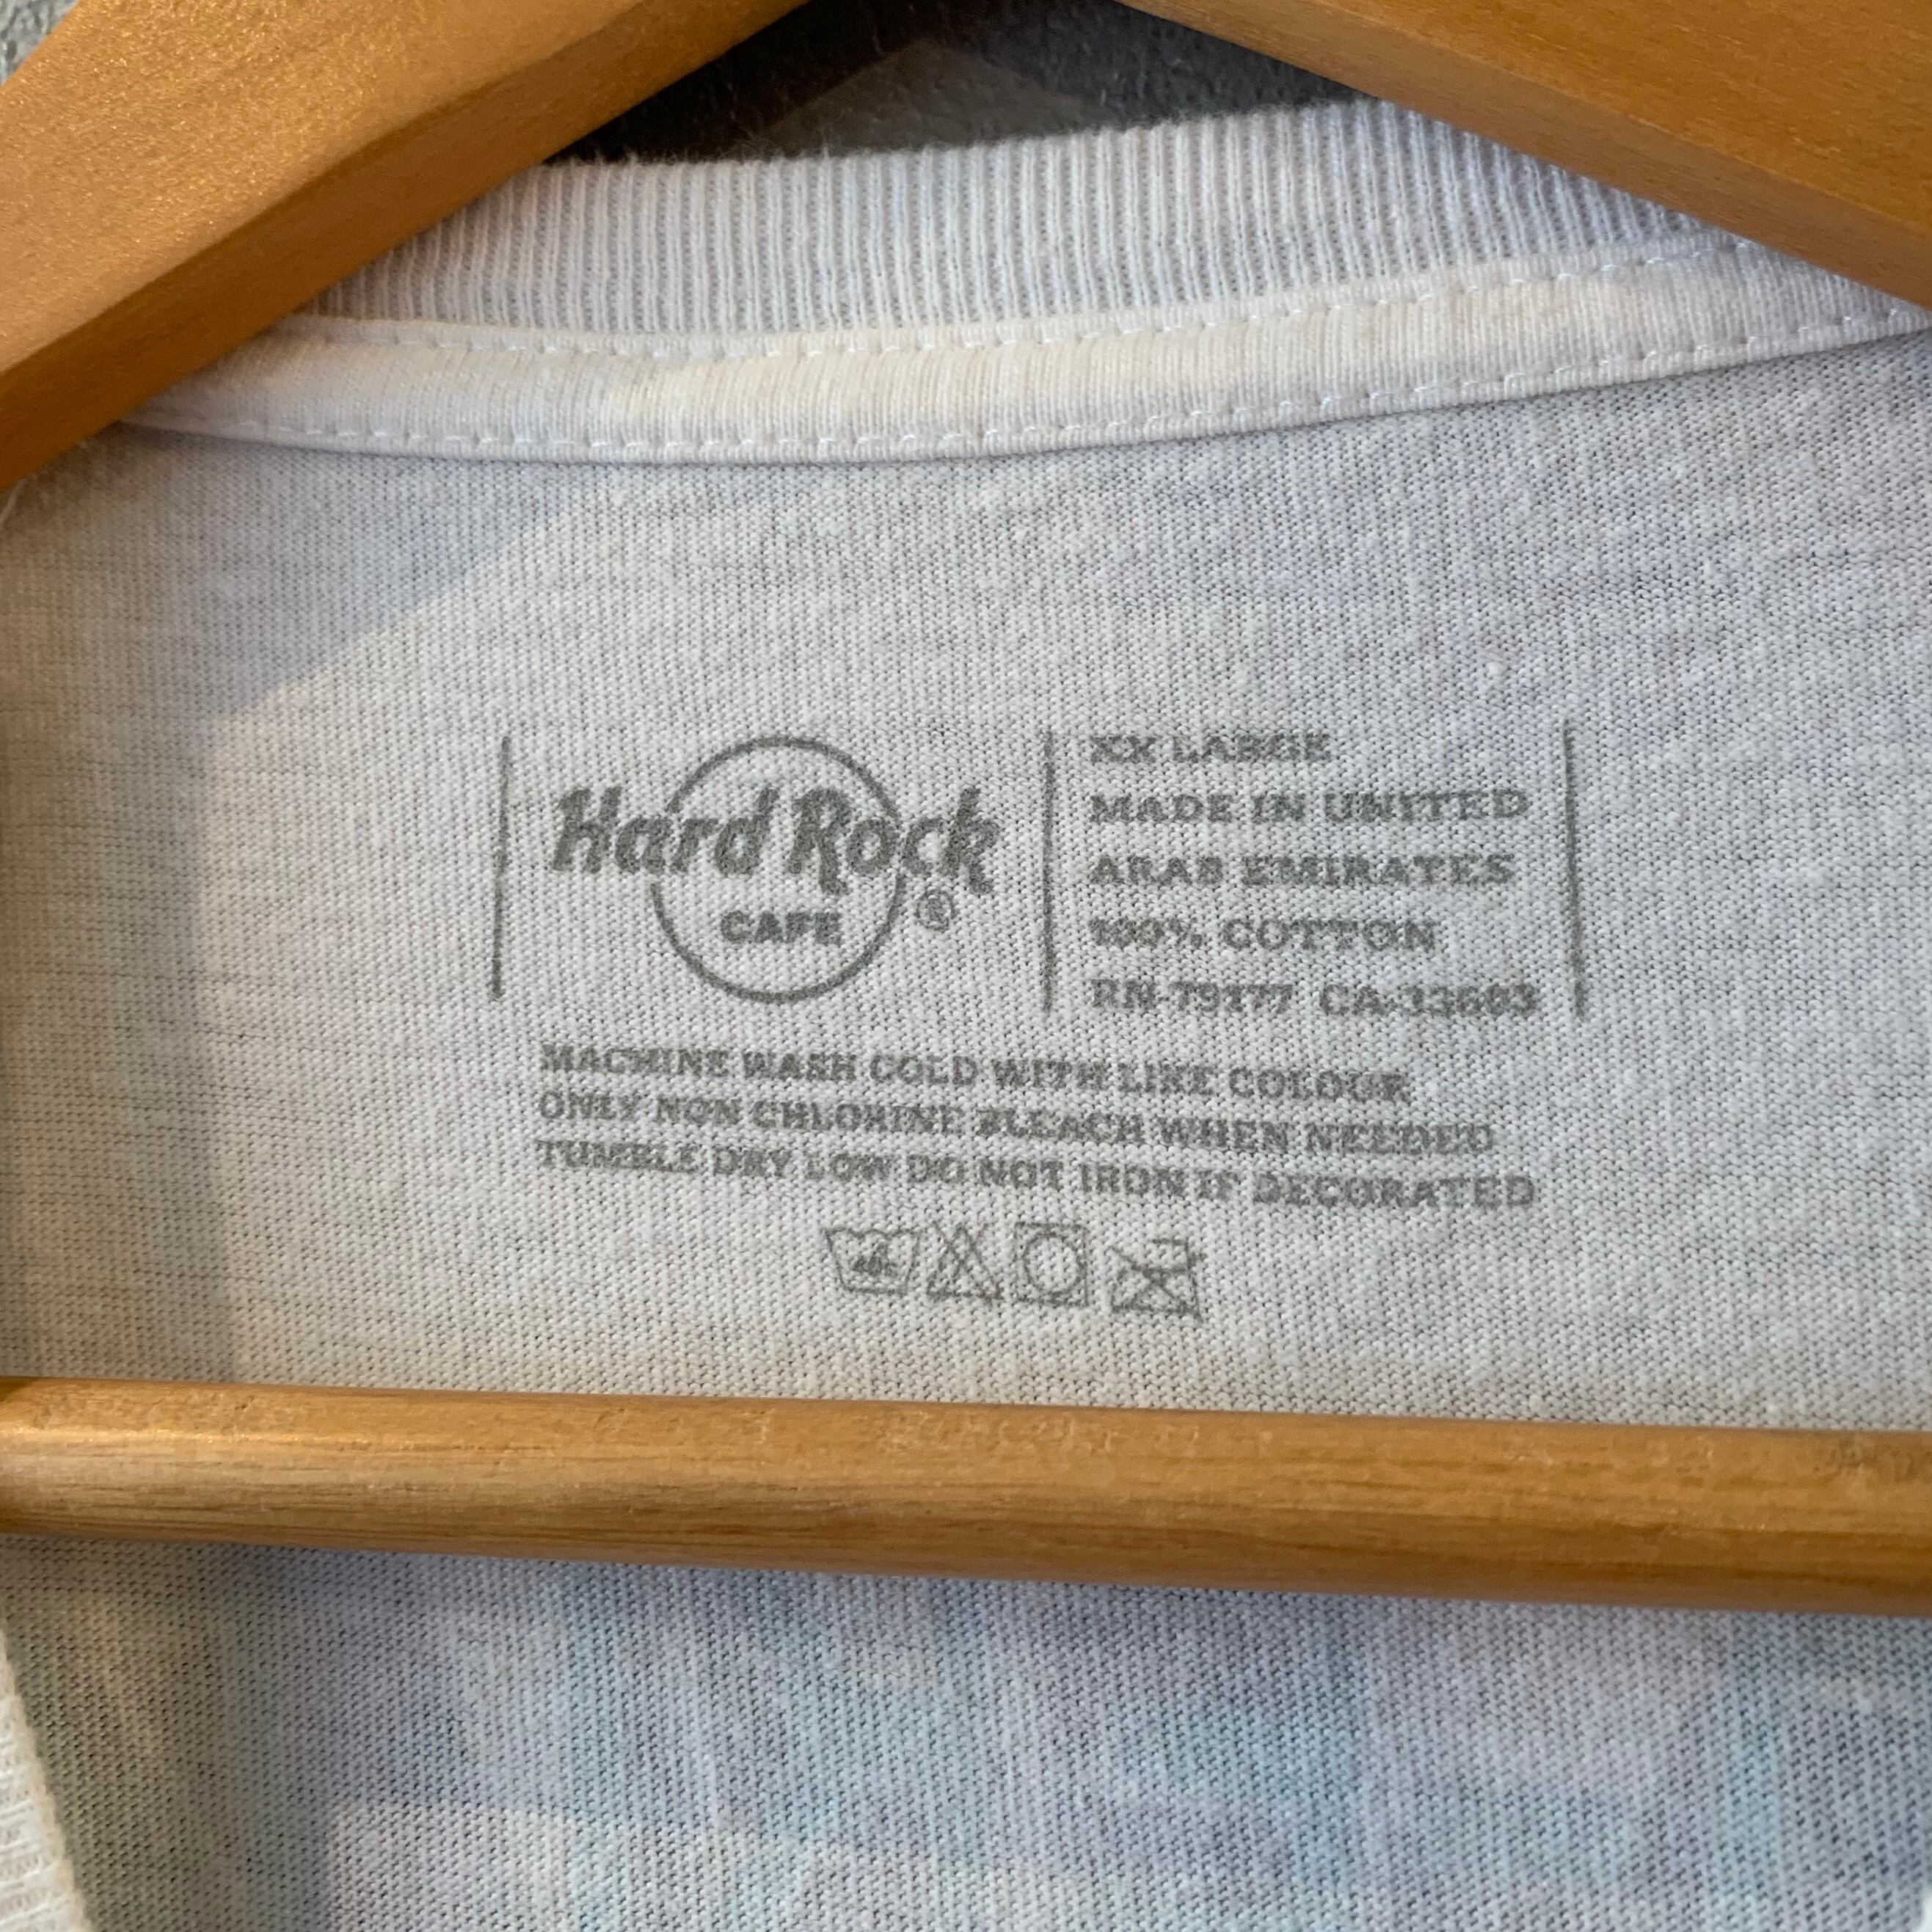 Hard Rock
CAFE
®
XX LARGE
MADE IN UNITED
ARAB EMIRATES
100% COTTON
RN-79177 CA-13603
MACHINE WASH COLD WITH LIKE COLOUR
ONLY NON CHLORINE BLEACH WHEN NEEDED
TUMBLE DRY LOW DO NOT IRON IF DECORATED